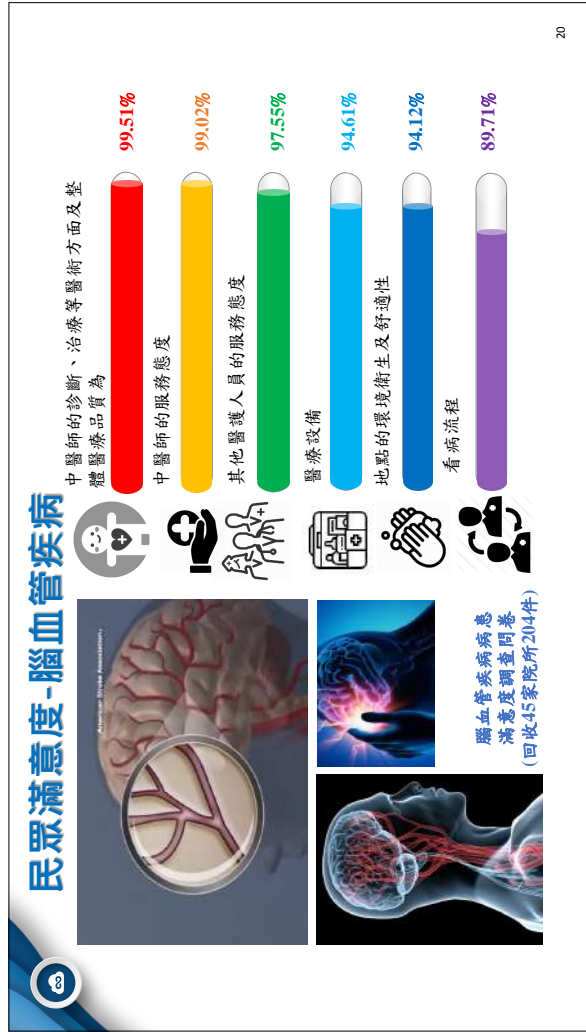 民眾滿意度-腦血管疾病
American Stroke Association.
腦血管疾病病患
滿意度調查問卷
(回收45家院所204件)
中醫師的診斷、治療等醫術方面及整
體醫療品質為
99.51%
中醫師的服務態度
99.02%
其他醫護人員的服務態度
97.55%
醫療設備
94.61%
地點的環境衛生及舒適性
94.12%
看病流程
89.71%
20